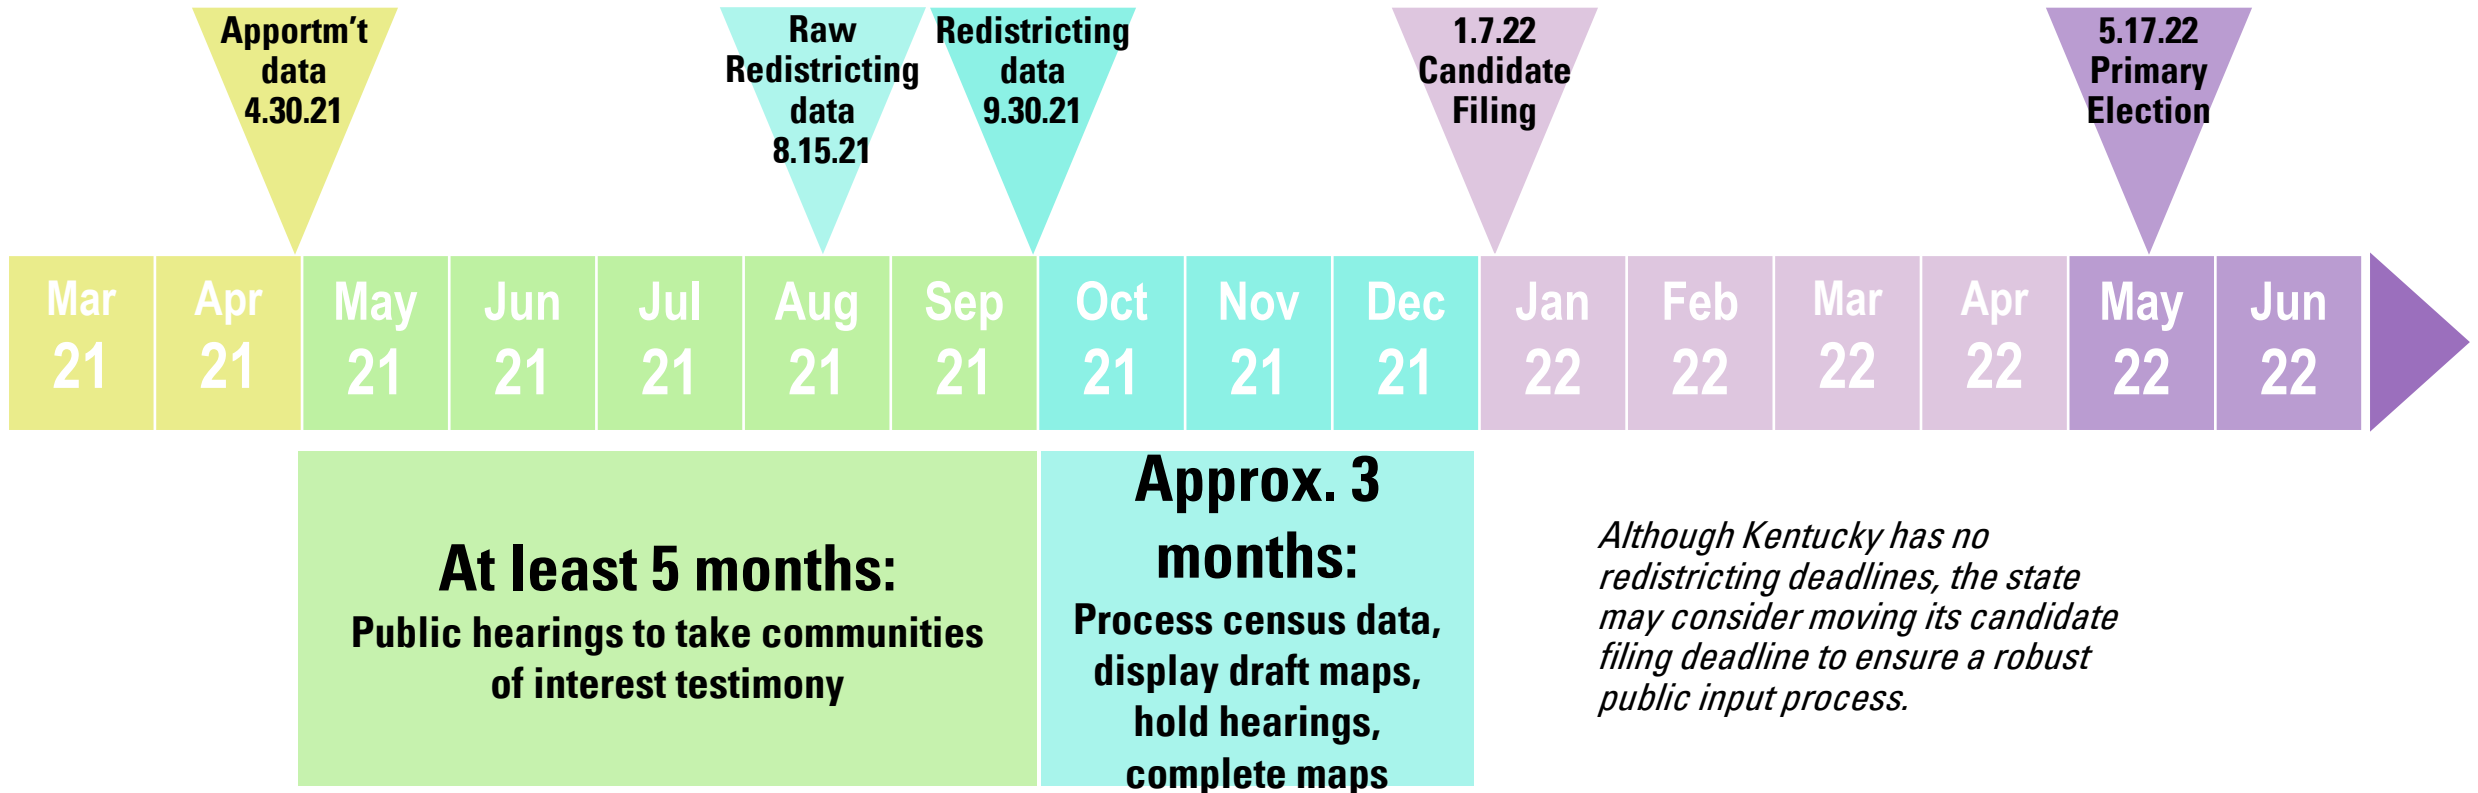 Apportm't
data
4.30.21
Raw
Redistricting
data
8.15.21
Redistricting
data
9.30.21
1.7.22
Candidate
Filing
5.17.22
Primary
Election
Mar
21
Apr
21
May
21
Jun
21
Jul
21
Aug
21
Sep
21
Oct
21
Nov
21
Dec
21
Jan
22
Feb
22
Mar
22
Apr
22
May
22
Jun
22
At least 5 months:
Public hearings to take communities
of interest testimony
Approx. 3
months:
Process census data,
display draft maps,
hold hearings,
complete maps
Although Kentucky has no
redistricting deadlines, the state
may consider moving its candidate
filing deadline to ensure a robust
public input process.